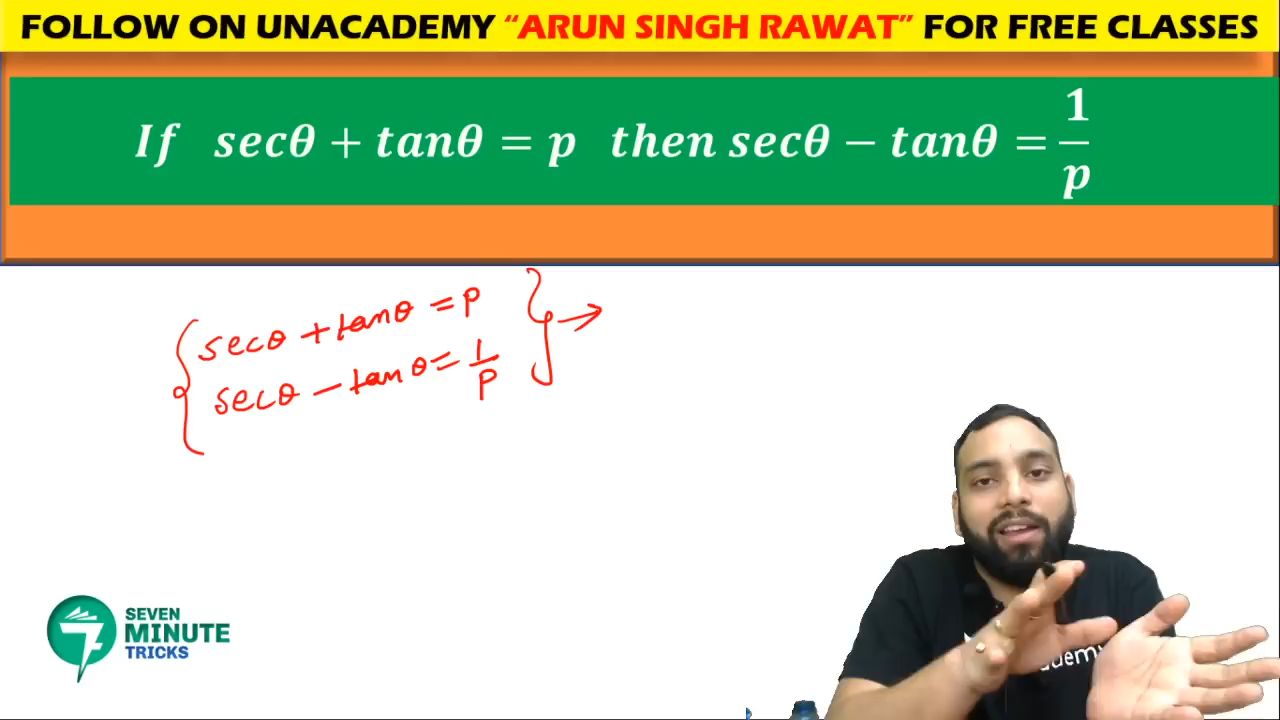 FOLLOW ON UNACADEMY “ARUN SINGH RAWAT” FOR FREE CLASSES
If secθ + tanθ = p then secθ − tanθ = 1/p
secθ + tanθ = p
secθ − tanθ = 1/p
SEVEN
MINUTE
TRICKS